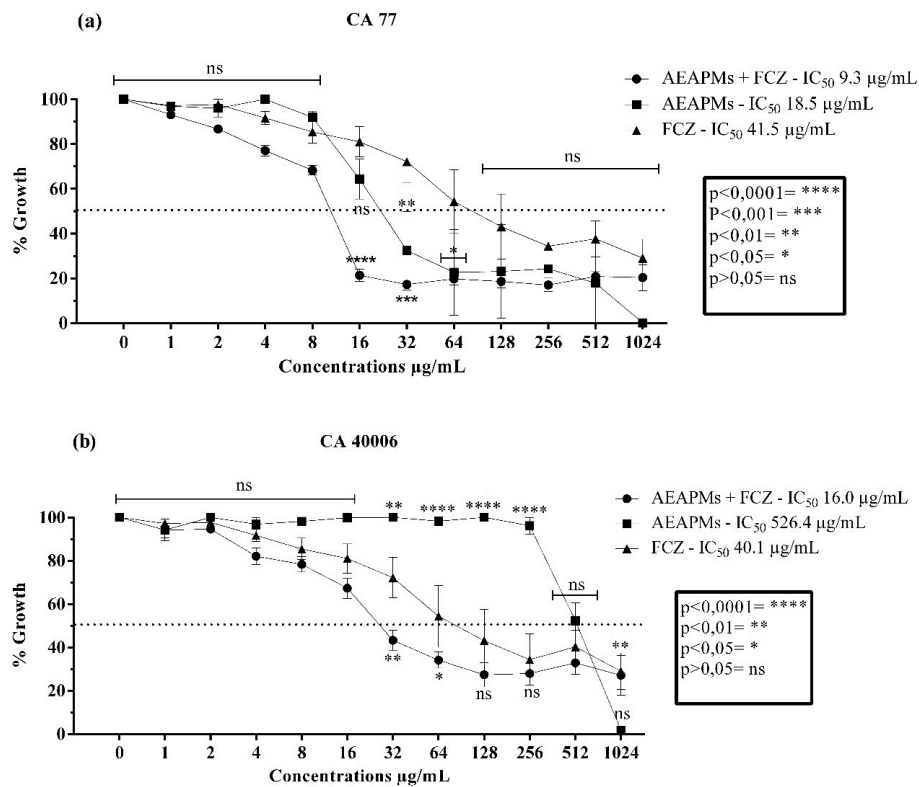 (a)
CA 77
ns
AEAPMs + FCZ - IC50 9.3 µg/mL
AEAPMs - IC50 18.5 µg/mL
FCZ - IC50 41.5 µg/mL
ns
100
80
60
40
20
0
% Growth
ns
**
****
***
*
p<0,0001= ****
P<0,001= ***
p<0,01= **
p<0,05= *
p>0,05= ns
0 1 2 4 8 16 32 64 128 256 512 1024
Concentrations µg/mL
(b)
CA 40006
ns
** **** **** ****
AEAPMs + FCZ - IC50 16.0 µg/mL
AEAPMs - IC50 526.4 µg/mL
FCZ - IC50 40.1 µg/mL
100
80
60
40
20
0
% Growth
ns
**
** * ns ns
ns
p<0,0001= ****
p<0,01= **
p<0,05= *
p>0,05= ns
0 1 2 4 8 16 32 64 128 256 512 1024
Concentrations µg/mL